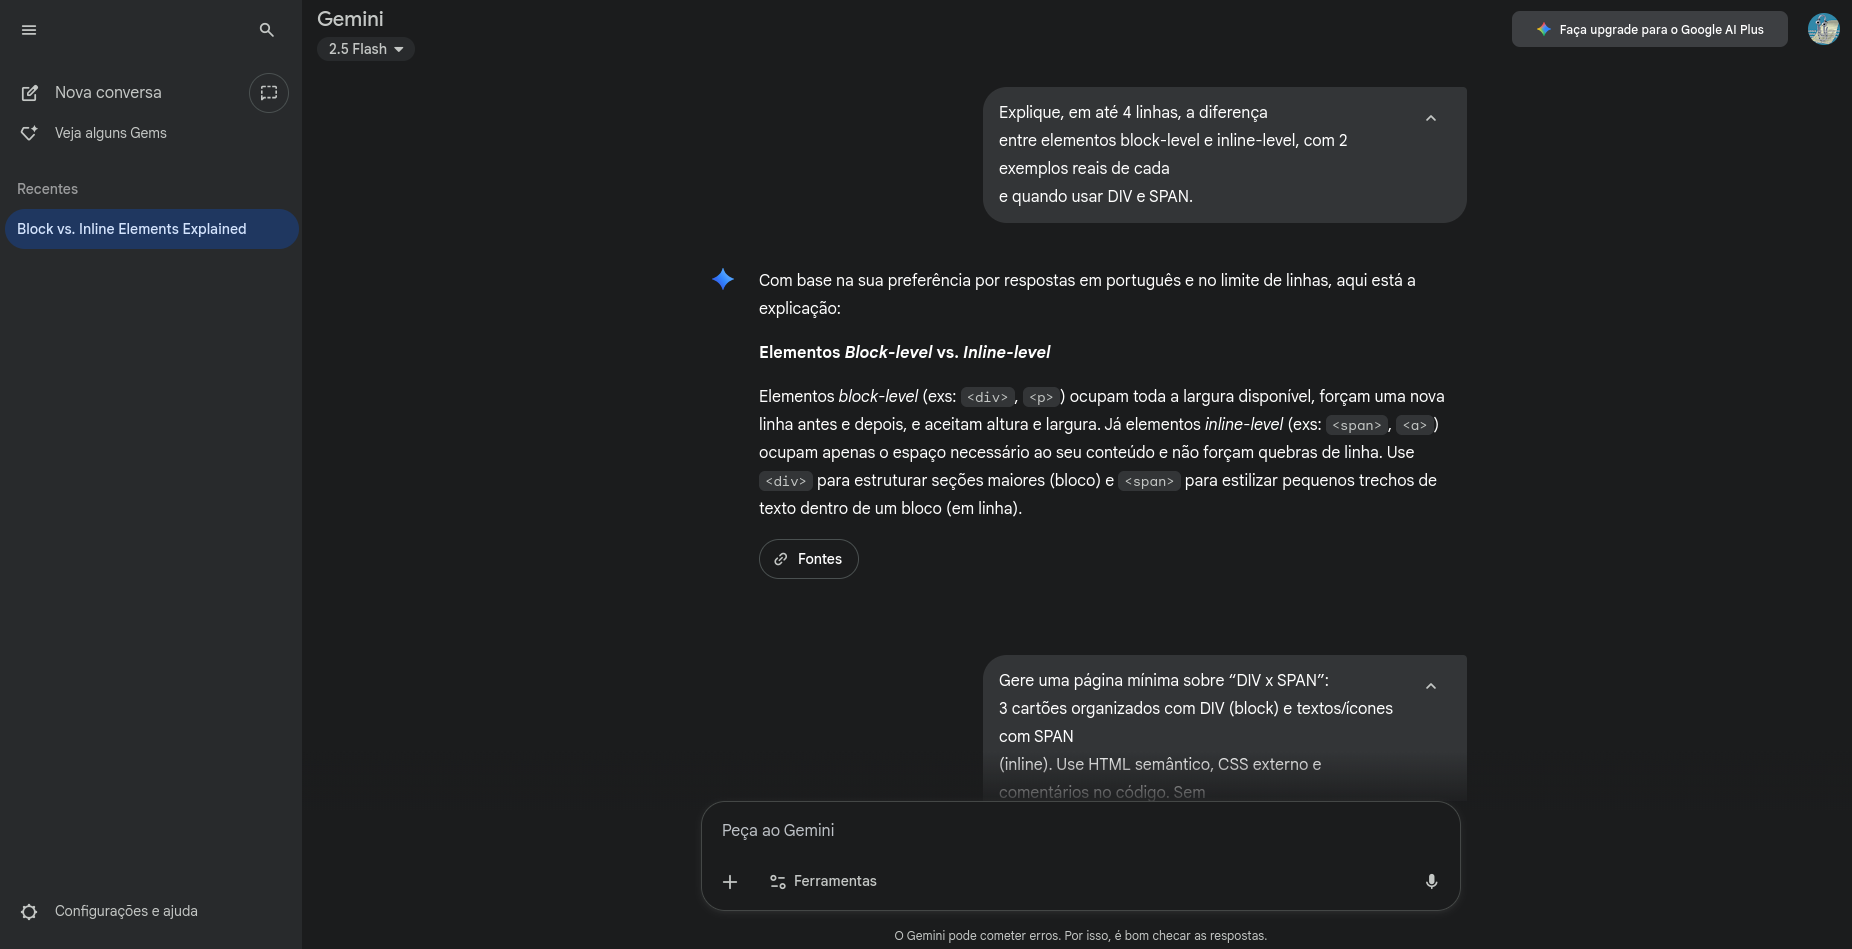 Gemini
2.5 Flash
Faça upgrade para o Google AI Plus
Nova conversa
Veja alguns Gems
Recentes
Block vs. Inline Elements Explained
Explique, em até 4 linhas, a diferença
entre elementos block-level e inline-level, com 2
exemplos reais de cada
e quando usar DIV e SPAN.
Com base na sua preferência por respostas em português e no limite de linhas, aqui está a
explicação:
Elementos Block-level vs. Inline-level
Elementos block-level (exs: <div>, <p>) ocupam toda a largura disponível, forçam uma nova
linha antes e depois, e aceitam altura e largura. Já elementos inline-level (exs: <span>, <a>)
ocupam apenas o espaço necessário ao seu conteúdo e não forçam quebras de linha. Use
<div> para estruturar seções maiores (bloco) e <span> para estilizar pequenos trechos de
texto dentro de um bloco (em linha).
Fontes
Gere uma página mínima sobre “DIV x SPAN”:
3 cartões organizados com DIV (block) e textos/ícones
com SPAN
(inline). Use HTML semântico, CSS externo e
comentários no código. Sem
Peça ao Gemini
Ferramentas
Configurações e ajuda
O Gemini pode cometer erros. Por isso, é bom checar as respostas.